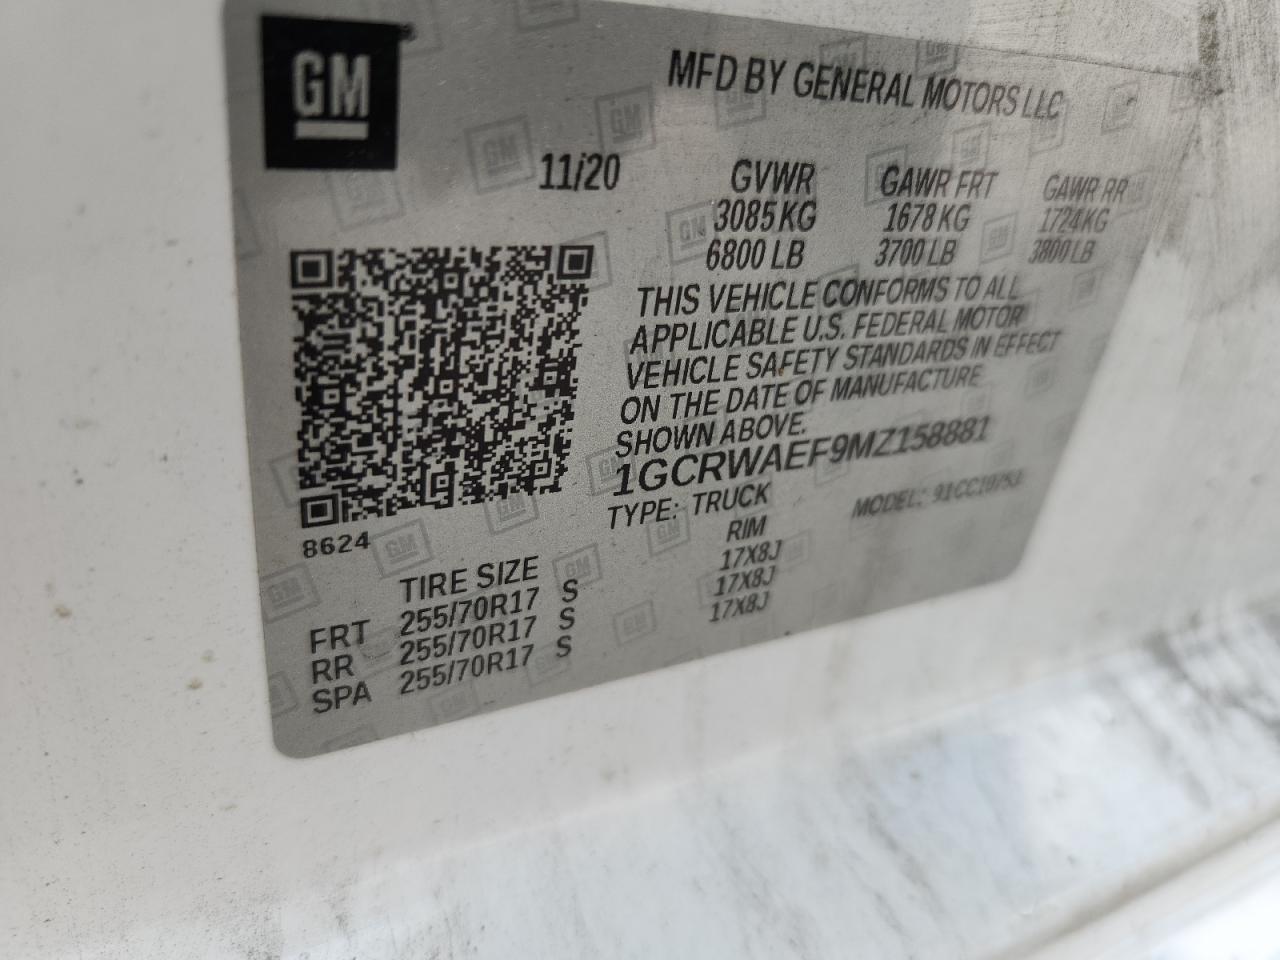 GM
MFD BY GENERAL MOTORS LLC
11/20
GVWR GAWR FRT GAWR RR
3085 KG 1678 KG 1724 KG
6800 LB 3700 LB 3800 LB
THIS VEHICLE CONFORMS TO ALL
APPLICABLE U.S. FEDERAL MOTOR
VEHICLE SAFETY STANDARDS IN EFFECT
ON THE DATE OF MANUFACTURE
SHOWN ABOVE.
1GCRWAEF9MZ158881
TYPE: TRUCK MODEL:
8624
TIRE SIZE RIM
FRT 255/70R17 S 17X8J
RR 255/70R17 S 17X8J
SPA 255/70R17 S 17X8J